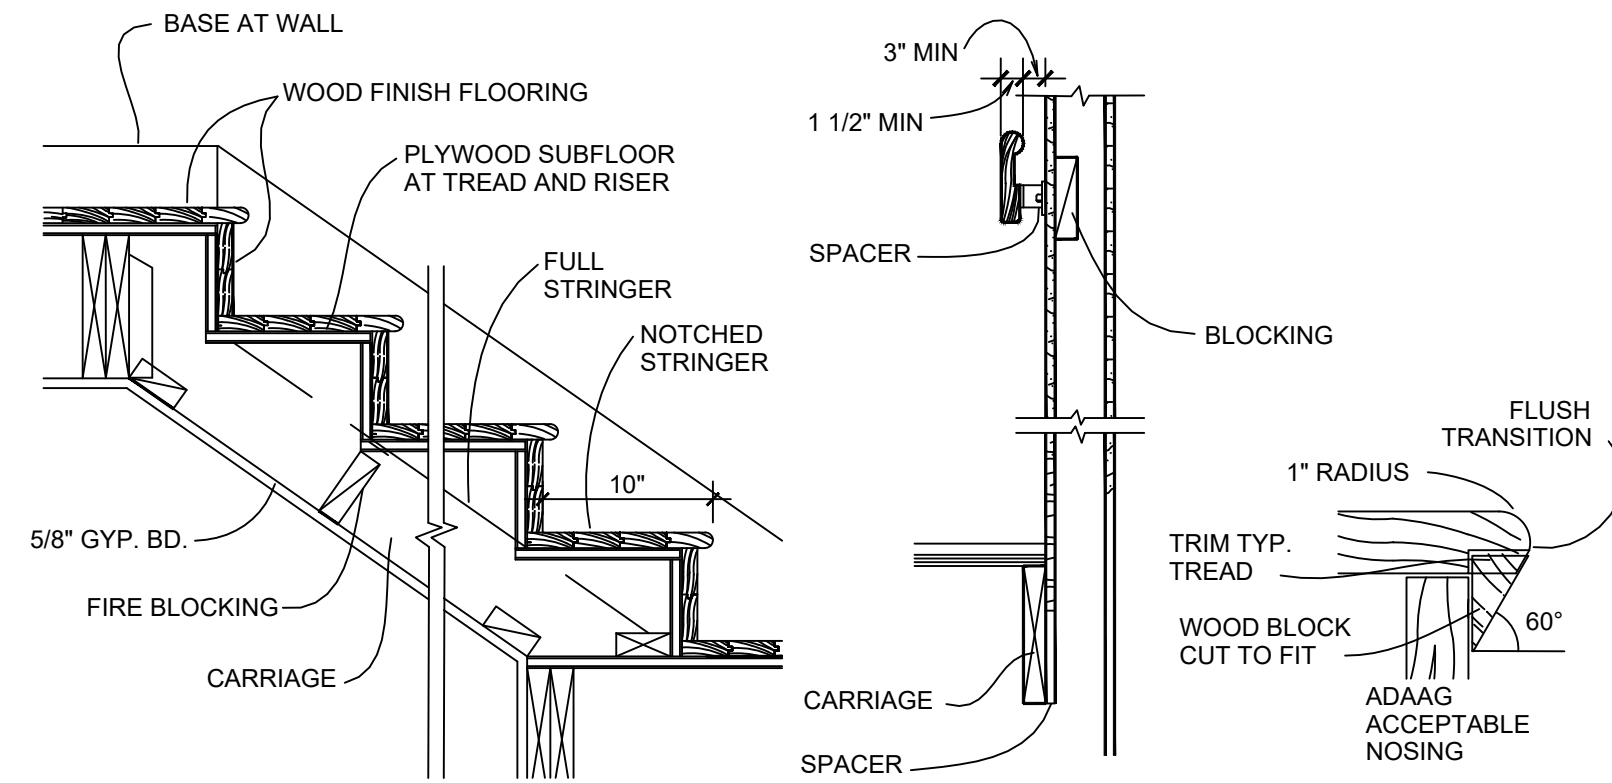 BASE AT WALL
WOOD FINISH FLOORING
PLYWOOD SUBFLOOR
AT TREAD AND RISER
FULL
STRINGER
NOTCHED
STRINGER
10"
5/8" GYP. BD.
FIRE BLOCKING
CARRIAGE
3" MIN
1 1/2" MIN
SPACER
BLOCKING
CARRIAGE
SPACER
FLUSH
TRANSITION
1" RADIUS
TRIM TYP.
TREAD
WOOD BLOCK
CUT TO FIT
60°
ADAAG
ACCEPTABLE
NOSING